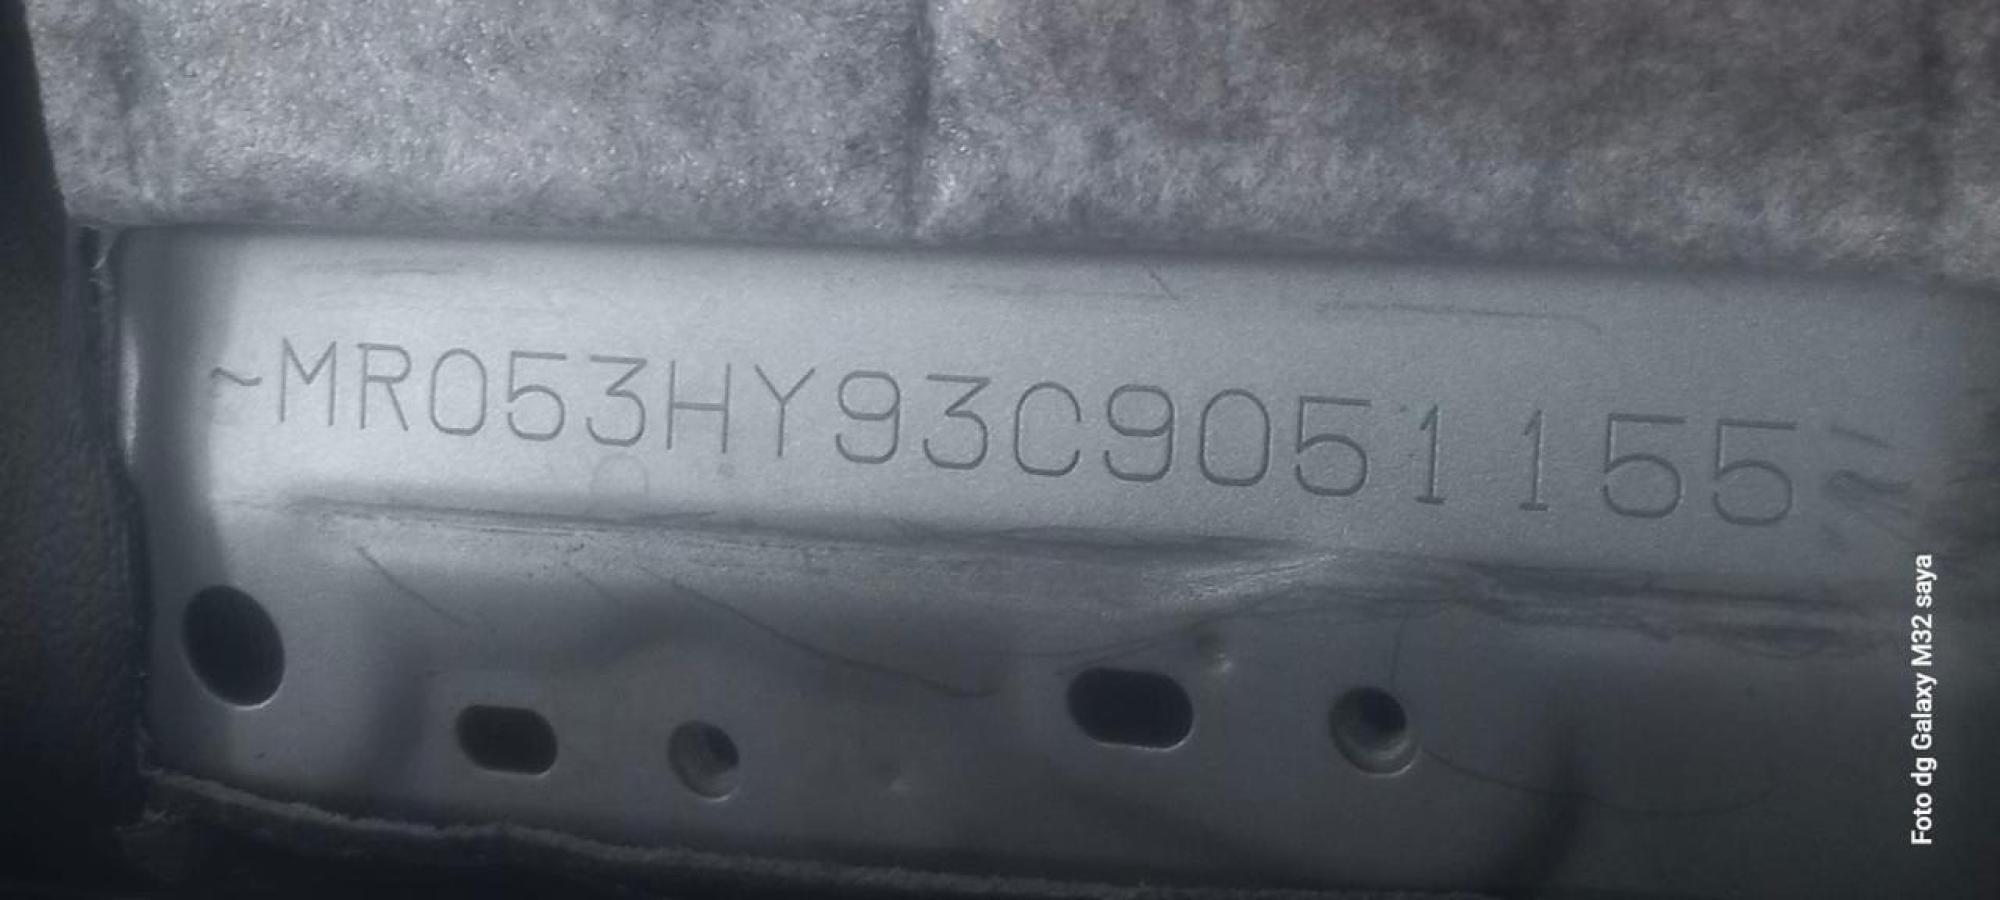 ~MR053HY93C9051155~
Foto dg Galaxy M32 saya